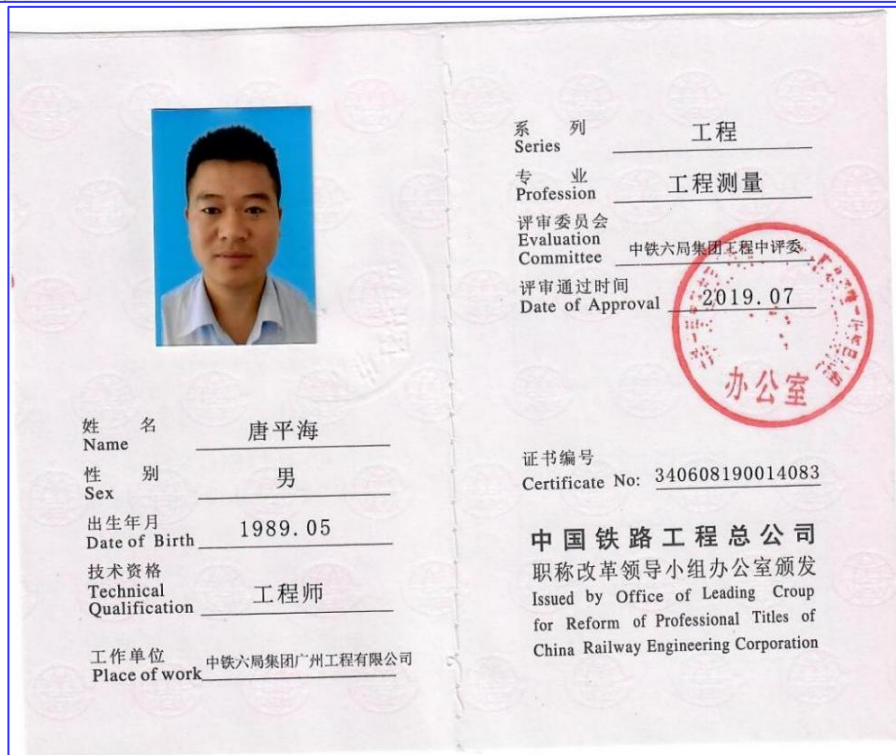 姓 名 唐平海
Name
性 别 男
Sex
出生年月 1989.05
Date of Birth
技术资格
Technical 工程师
Qualification
工作单位 中铁六局集团广州工程有限公司
Place of work
系 列 工程
Series
专 业 工程测量
Profession
评审委员会
Evaluation 中铁六局集团工程中评委
Committee
评审通过时间
Date of Approval 2019.07
办公室
证书编号
Certificate No: 340608190014083
中国铁路工程总公司
职称改革领导小组办公室颁发
Issued by Office of Leading Croup
for Reform of Professional Titles of
China Railway Engineering Corporation